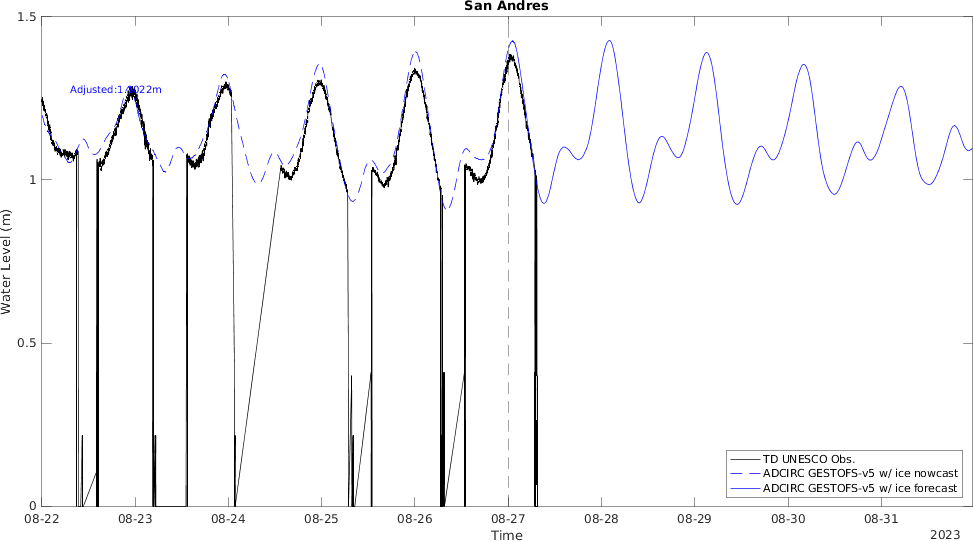 San Andres
1.5
1
0.5
0
Water Level (m)
08-22 08-23 08-24 08-25 08-26 08-27 08-28 08-29 08-30 08-31
Time
2023
TD UNESCO Obs.
ADCIRC GESTOFS-v5 w/ ice nowcast
ADCIRC GESTOFS-v5 w/ ice forecast